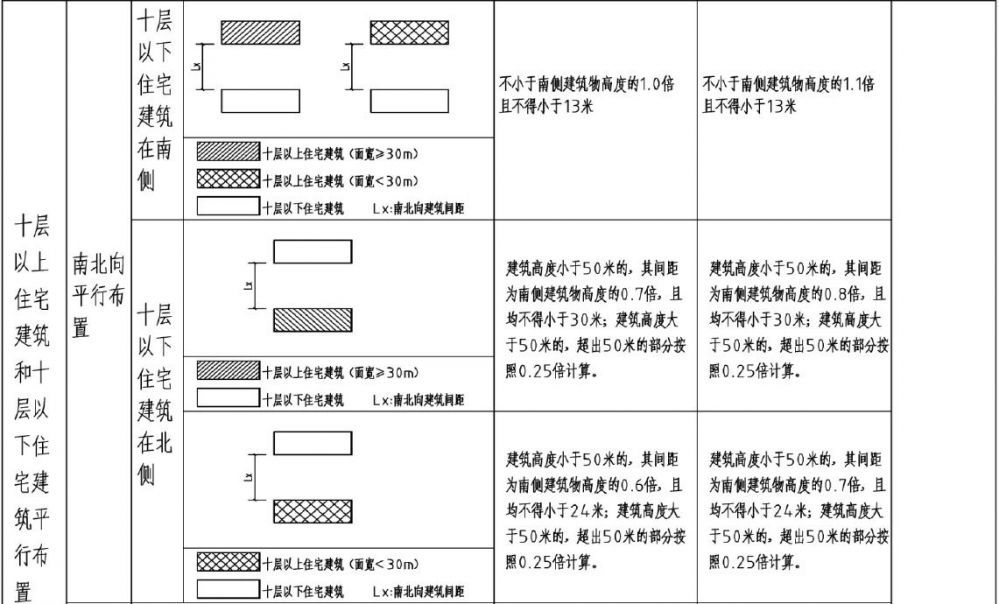 十层
以上
住宅
建筑
和十
层以
下住
宅建
筑平
行布
置
南北向
平行布
置
十层
以下
住宅
建筑
在南
侧
Lx
Lx
十层以上住宅建筑（面宽≥30m）
十层以上住宅建筑（面宽<30m）
十层以下住宅建筑 Lx:南北向建筑间距
不小于南侧建筑物高度的1.0倍
且不得小于13米
不小于南侧建筑物高度的1.1倍
且不得小于13米
十层
以下
住宅
建筑
在北
侧
Lx
十层以上住宅建筑（面宽≥30m）
十层以下住宅建筑 Lx:南北向建筑间距
建筑高度小于50米的，其间距
为南侧建筑物高度的0.7倍，且
均不得小于30米；建筑高度大
于50米的，超出50米的部分按
照0.25倍计算。
建筑高度小于50米的，其间距
为南侧建筑物高度的0.8倍，且
均不得小于30米；建筑高度大
于50米的，超出50米的部分按
照0.25倍计算。
Lx
十层以上住宅建筑（面宽<30m）
十层以下住宅建筑 Lx:南北向建筑间距
建筑高度小于50米的，其间距
为南侧建筑物高度的0.6倍，且
均不得小于24米；建筑高度大
于50米的，超出50米的部分按
照0.25倍计算。
建筑高度小于50米的，其间距
为南侧建筑物高度的0.7倍，且
均不得小于24米；建筑高度大
于50米的，超出50米的部分按
照0.25倍计算。